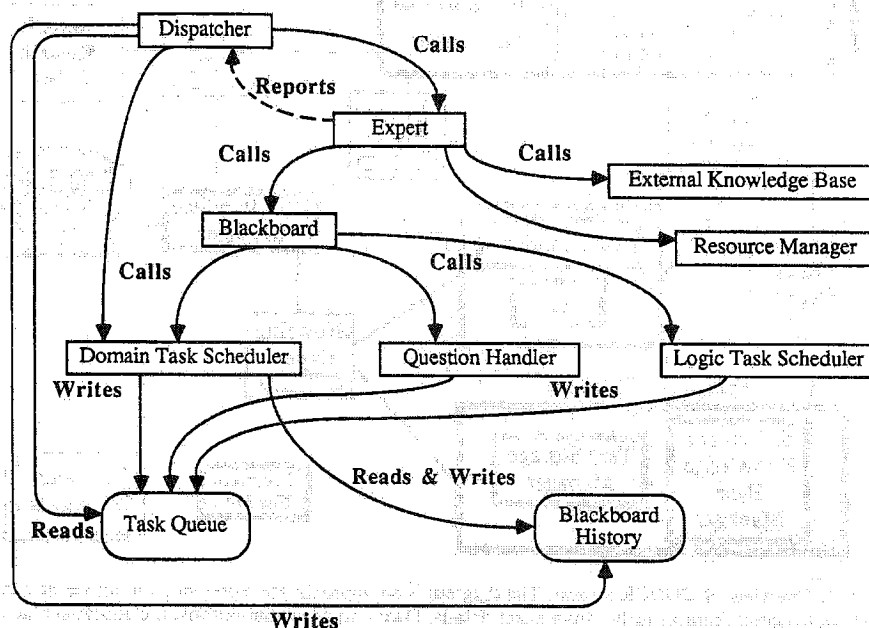 Dispatcher
Calls
Reports
Expert
Calls
Calls
External Knowledge Base
Blackboard
Resource Manager
Calls
Calls
Domain Task Scheduler
Question Handler
Logic Task Scheduler
Writes
Writes
Reads & Writes
Reads
Task Queue
Blackboard
History
Writes